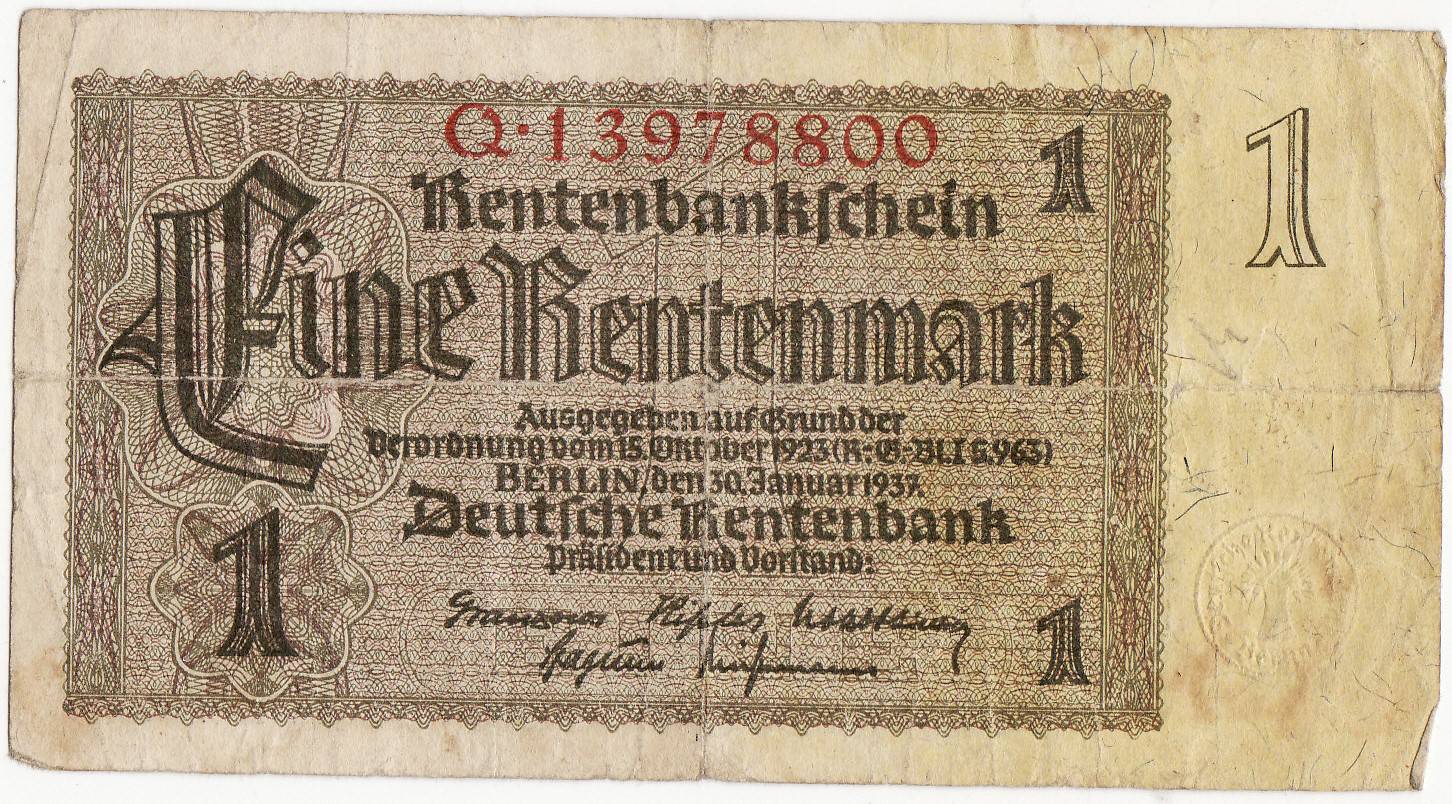 Q·13978800
1
1
Rentenbankschein
Eine Rentenmark
Ausgegeben auf Grund der
Verordnung vom 15. Oktober 1923 (R-G-Bl. I S. 963)
BERLIN, den 30. Januar 1937.
Deutsche Rentenbank
Präsident und Vorstand:
1
1